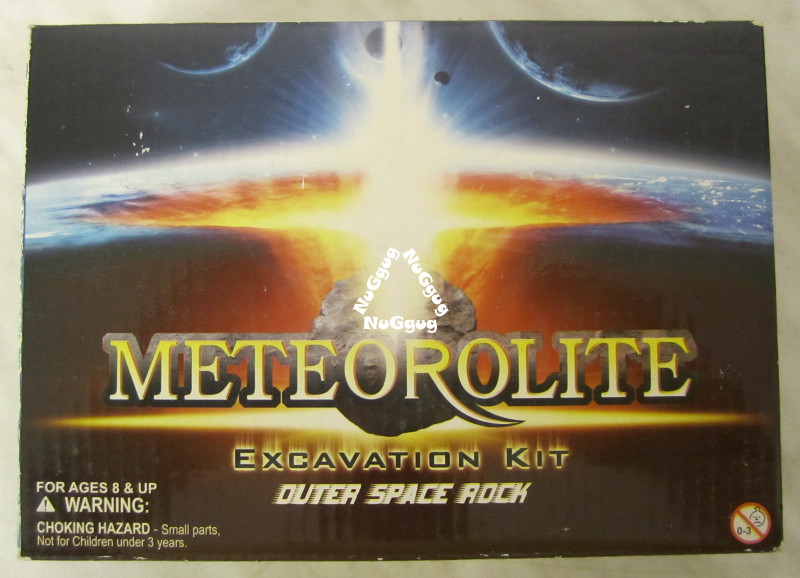 NuGgug
NuGgug
NuGgug
METEOROLITE
EXCAVATION KIT
OUTER SPACE ROCK
FOR AGES 8 & UP
WARNING:
CHOKING HAZARD - Small parts,
Not for Children under 3 years.
0-3